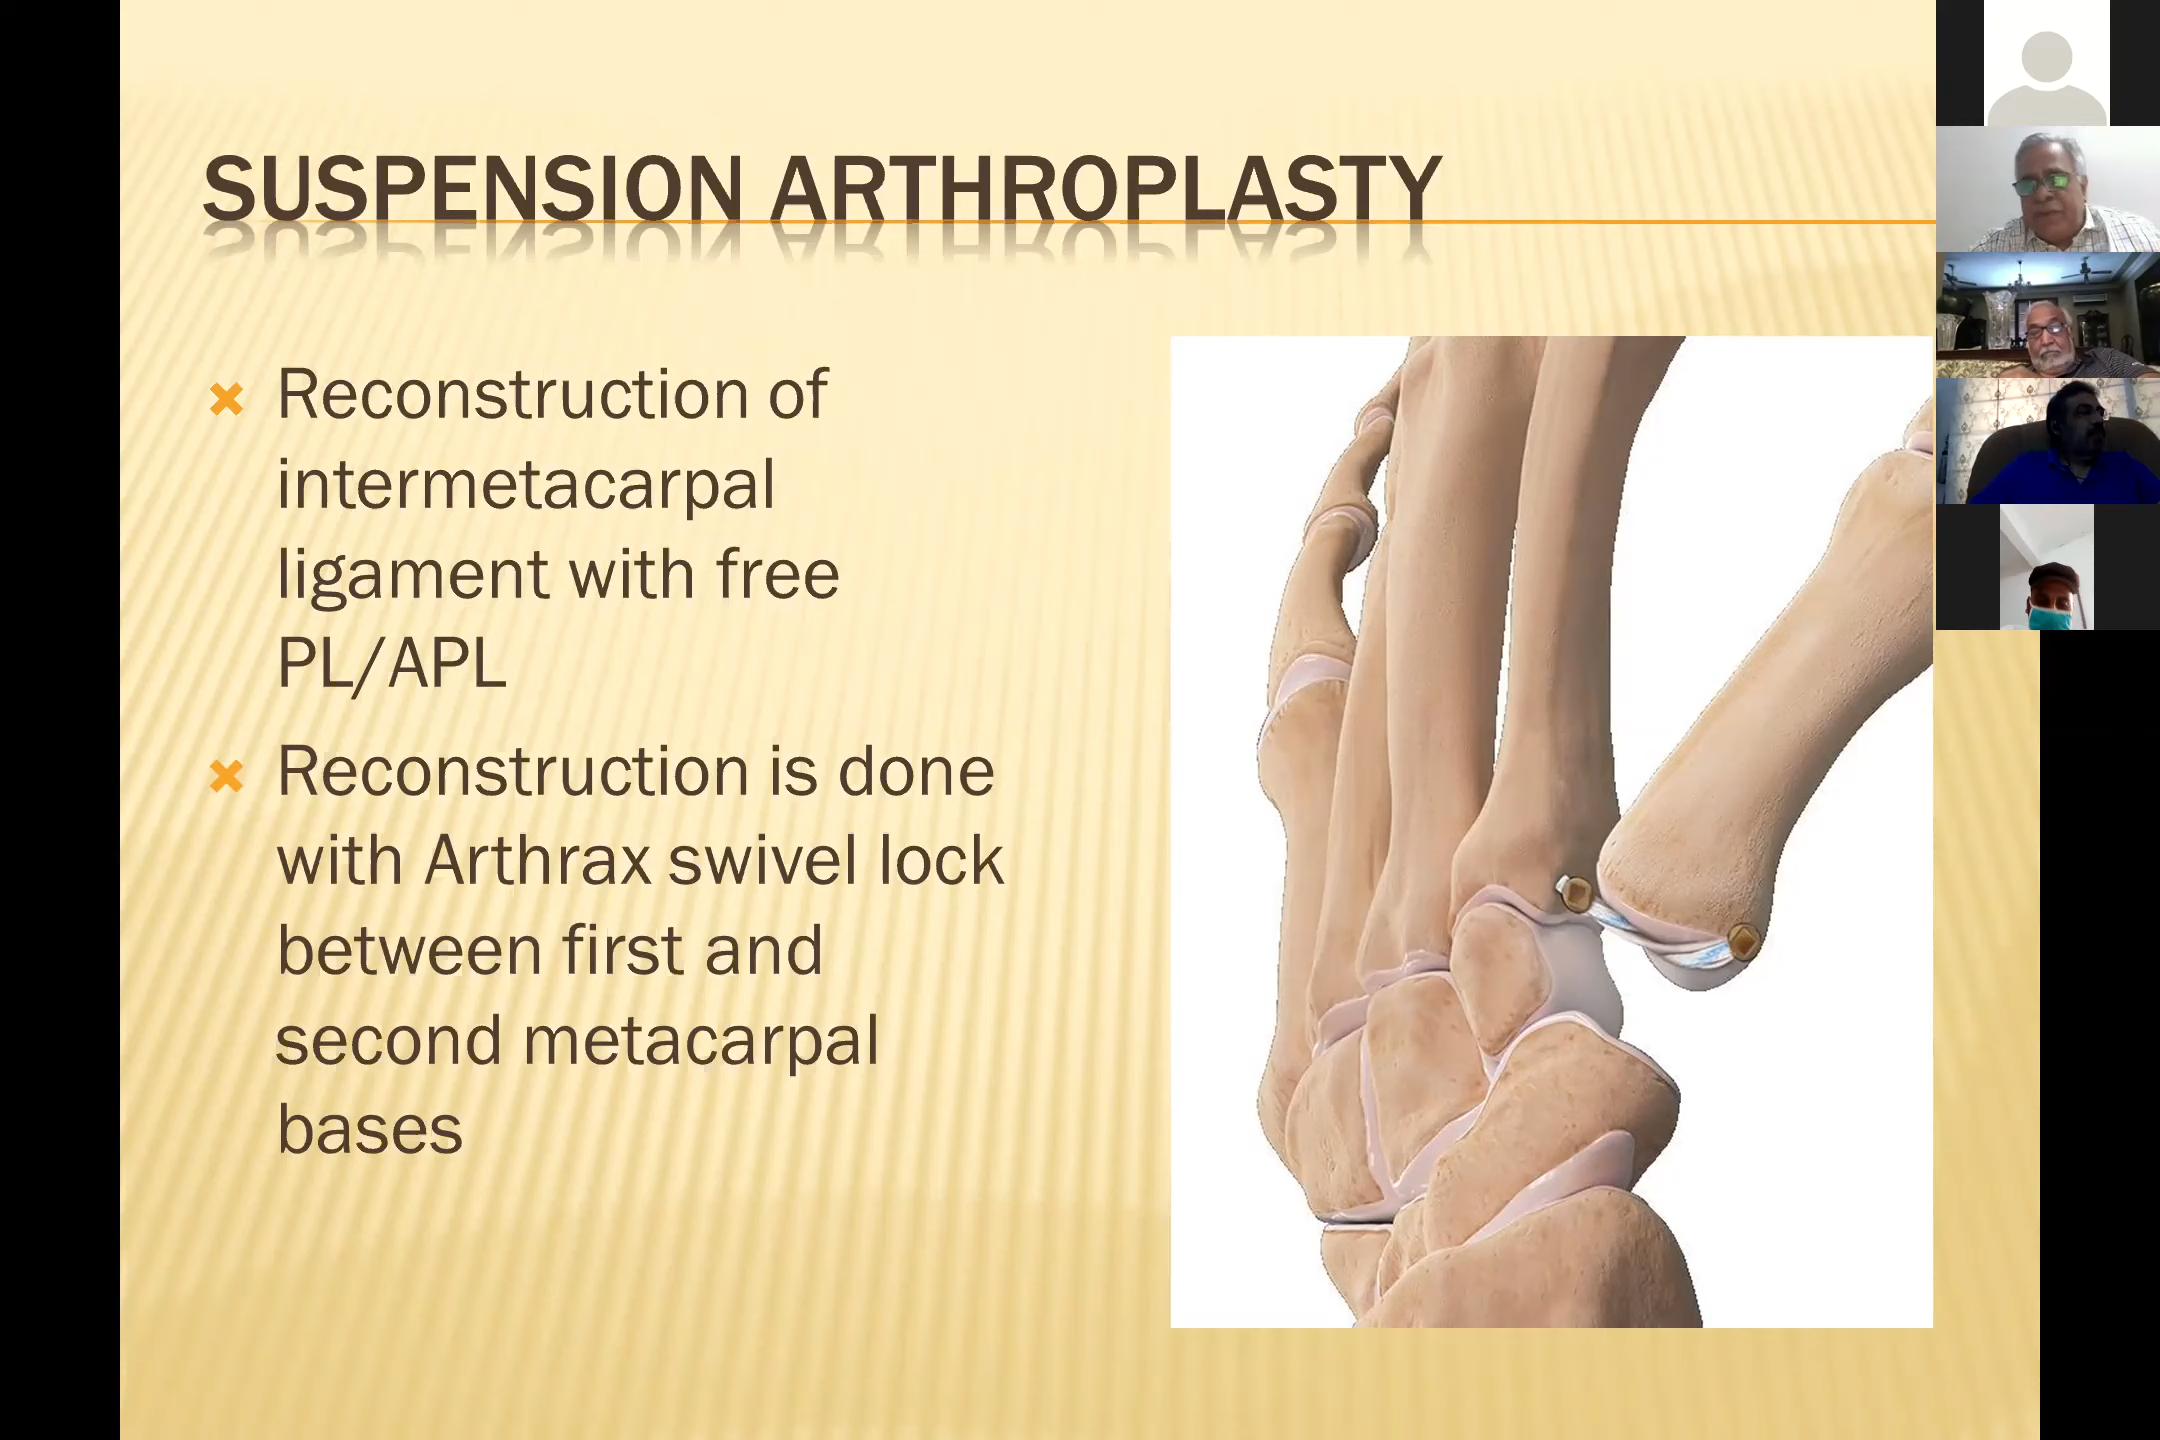 SUSPENSION ARTHROPLASTY
Reconstruction of
intermetacarpal
ligament with free
PL/APL
Reconstruction is done
with Arthrax swivel lock
between first and
second metacarpal
bases